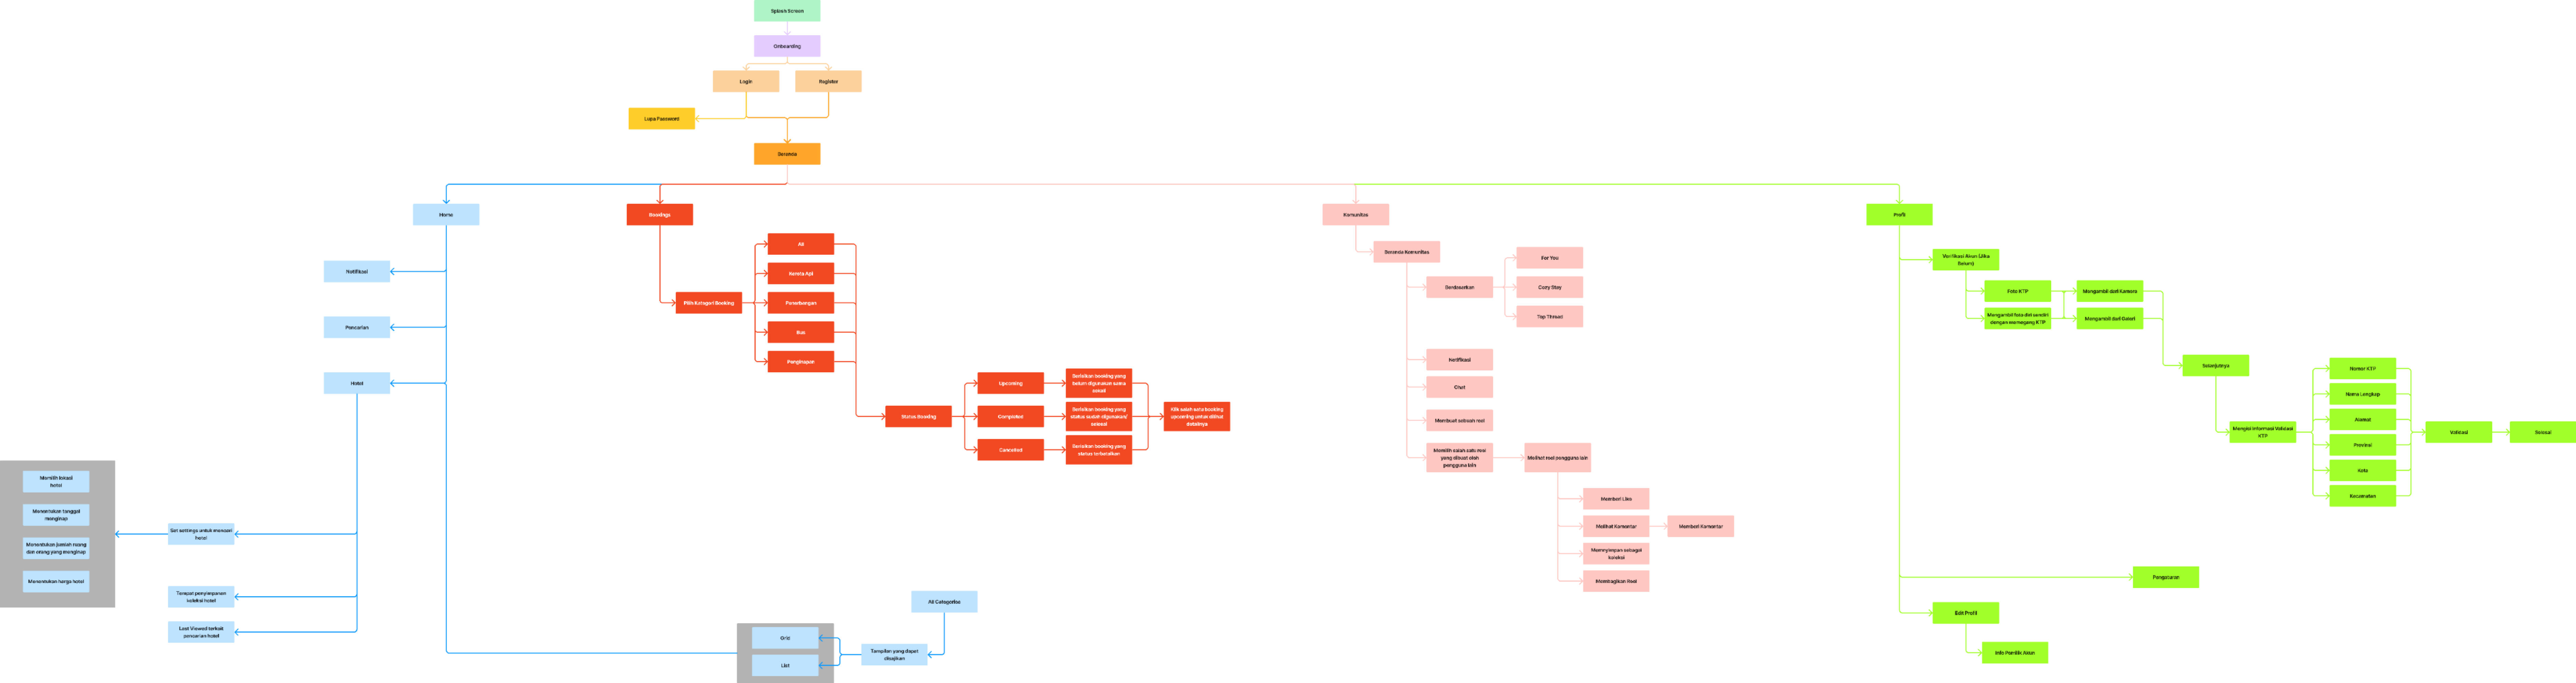 Splash Screen
Onboarding
Login
Register
Lupa Password
Beranda
Home
Bookings
Komunitas
Profil
Notifikasi
Pencarian
Hotel
Set settings untuk mencari
hotel
Memilih lokasi
hotel
Menentukan tanggal
menginap
Menentukan jumlah ruang
dan orang yang menginap
Menentukan harga hotel
Tempat penyimpanan
koleksi hotel
Last Viewed terkait
pencarian hotel
All Categories
Tampilan yang dapat
disajikan
Grid
List
Pilih Kategori Booking
All
Kereta Api
Penerbangan
Bus
Penginapan
Status Booking
Upcoming
Completed
Cancelled
Berisikan booking yang
belum digunakan sama
sekali
Berisikan booking yang
status sudah digunakan/
selesai
Berisikan booking yang
status terbatalkan
Klik salah satu booking
upcoming untuk dilihat
detailnya
Beranda Komunitas
Berdasarkan
For You
Cozy Stay
Top Thread
Notifikasi
Chat
Membuat sebuah reel
Memilih salah satu reel
yang dibuat oleh
pengguna lain
Melihat reel pengguna lain
Memberi Like
Melihat Komentar
Memberi Komentar
Memnyimpan sebagai
koleksi
Membagikan Reel
Verifikasi Akun (Jika
Belum)
Foto KTP
Mengambil foto diri sendiri
dengan memegang KTP
Mengambil dari Kamera
Mengambil dari Galeri
Selanjutnya
Mengisi Informasi Validasi
KTP
Nomor KTP
Nama Lengkap
Alamat
Provinsi
Kota
Kecamatan
Validasi
Selesai
Pengaturan
Edit Profil
Info Pemilik Akun